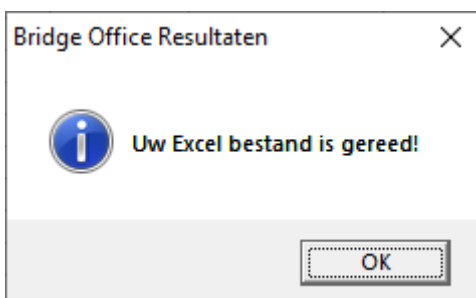 Bridge Office Resultaten
Uw Excel bestand is gereed!
OK